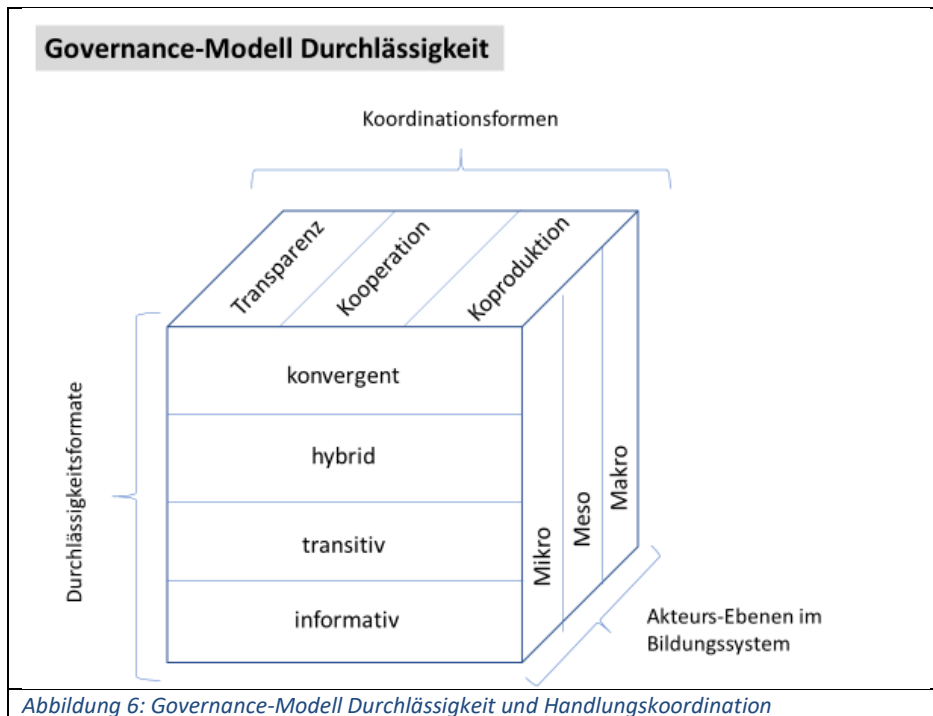 Governance-Modell Durchlässigkeit
Koordinationsformen
Transparenz
Kooperation
Koproduktion
Durchlässigkeitsformate
konvergent
hybrid
transitiv
informativ
Mikro
Meso
Makro
Akteurs-Ebenen im
Bildungssystem
Abbildung 6: Governance-Modell Durchlässigkeit und Handlungskoordination